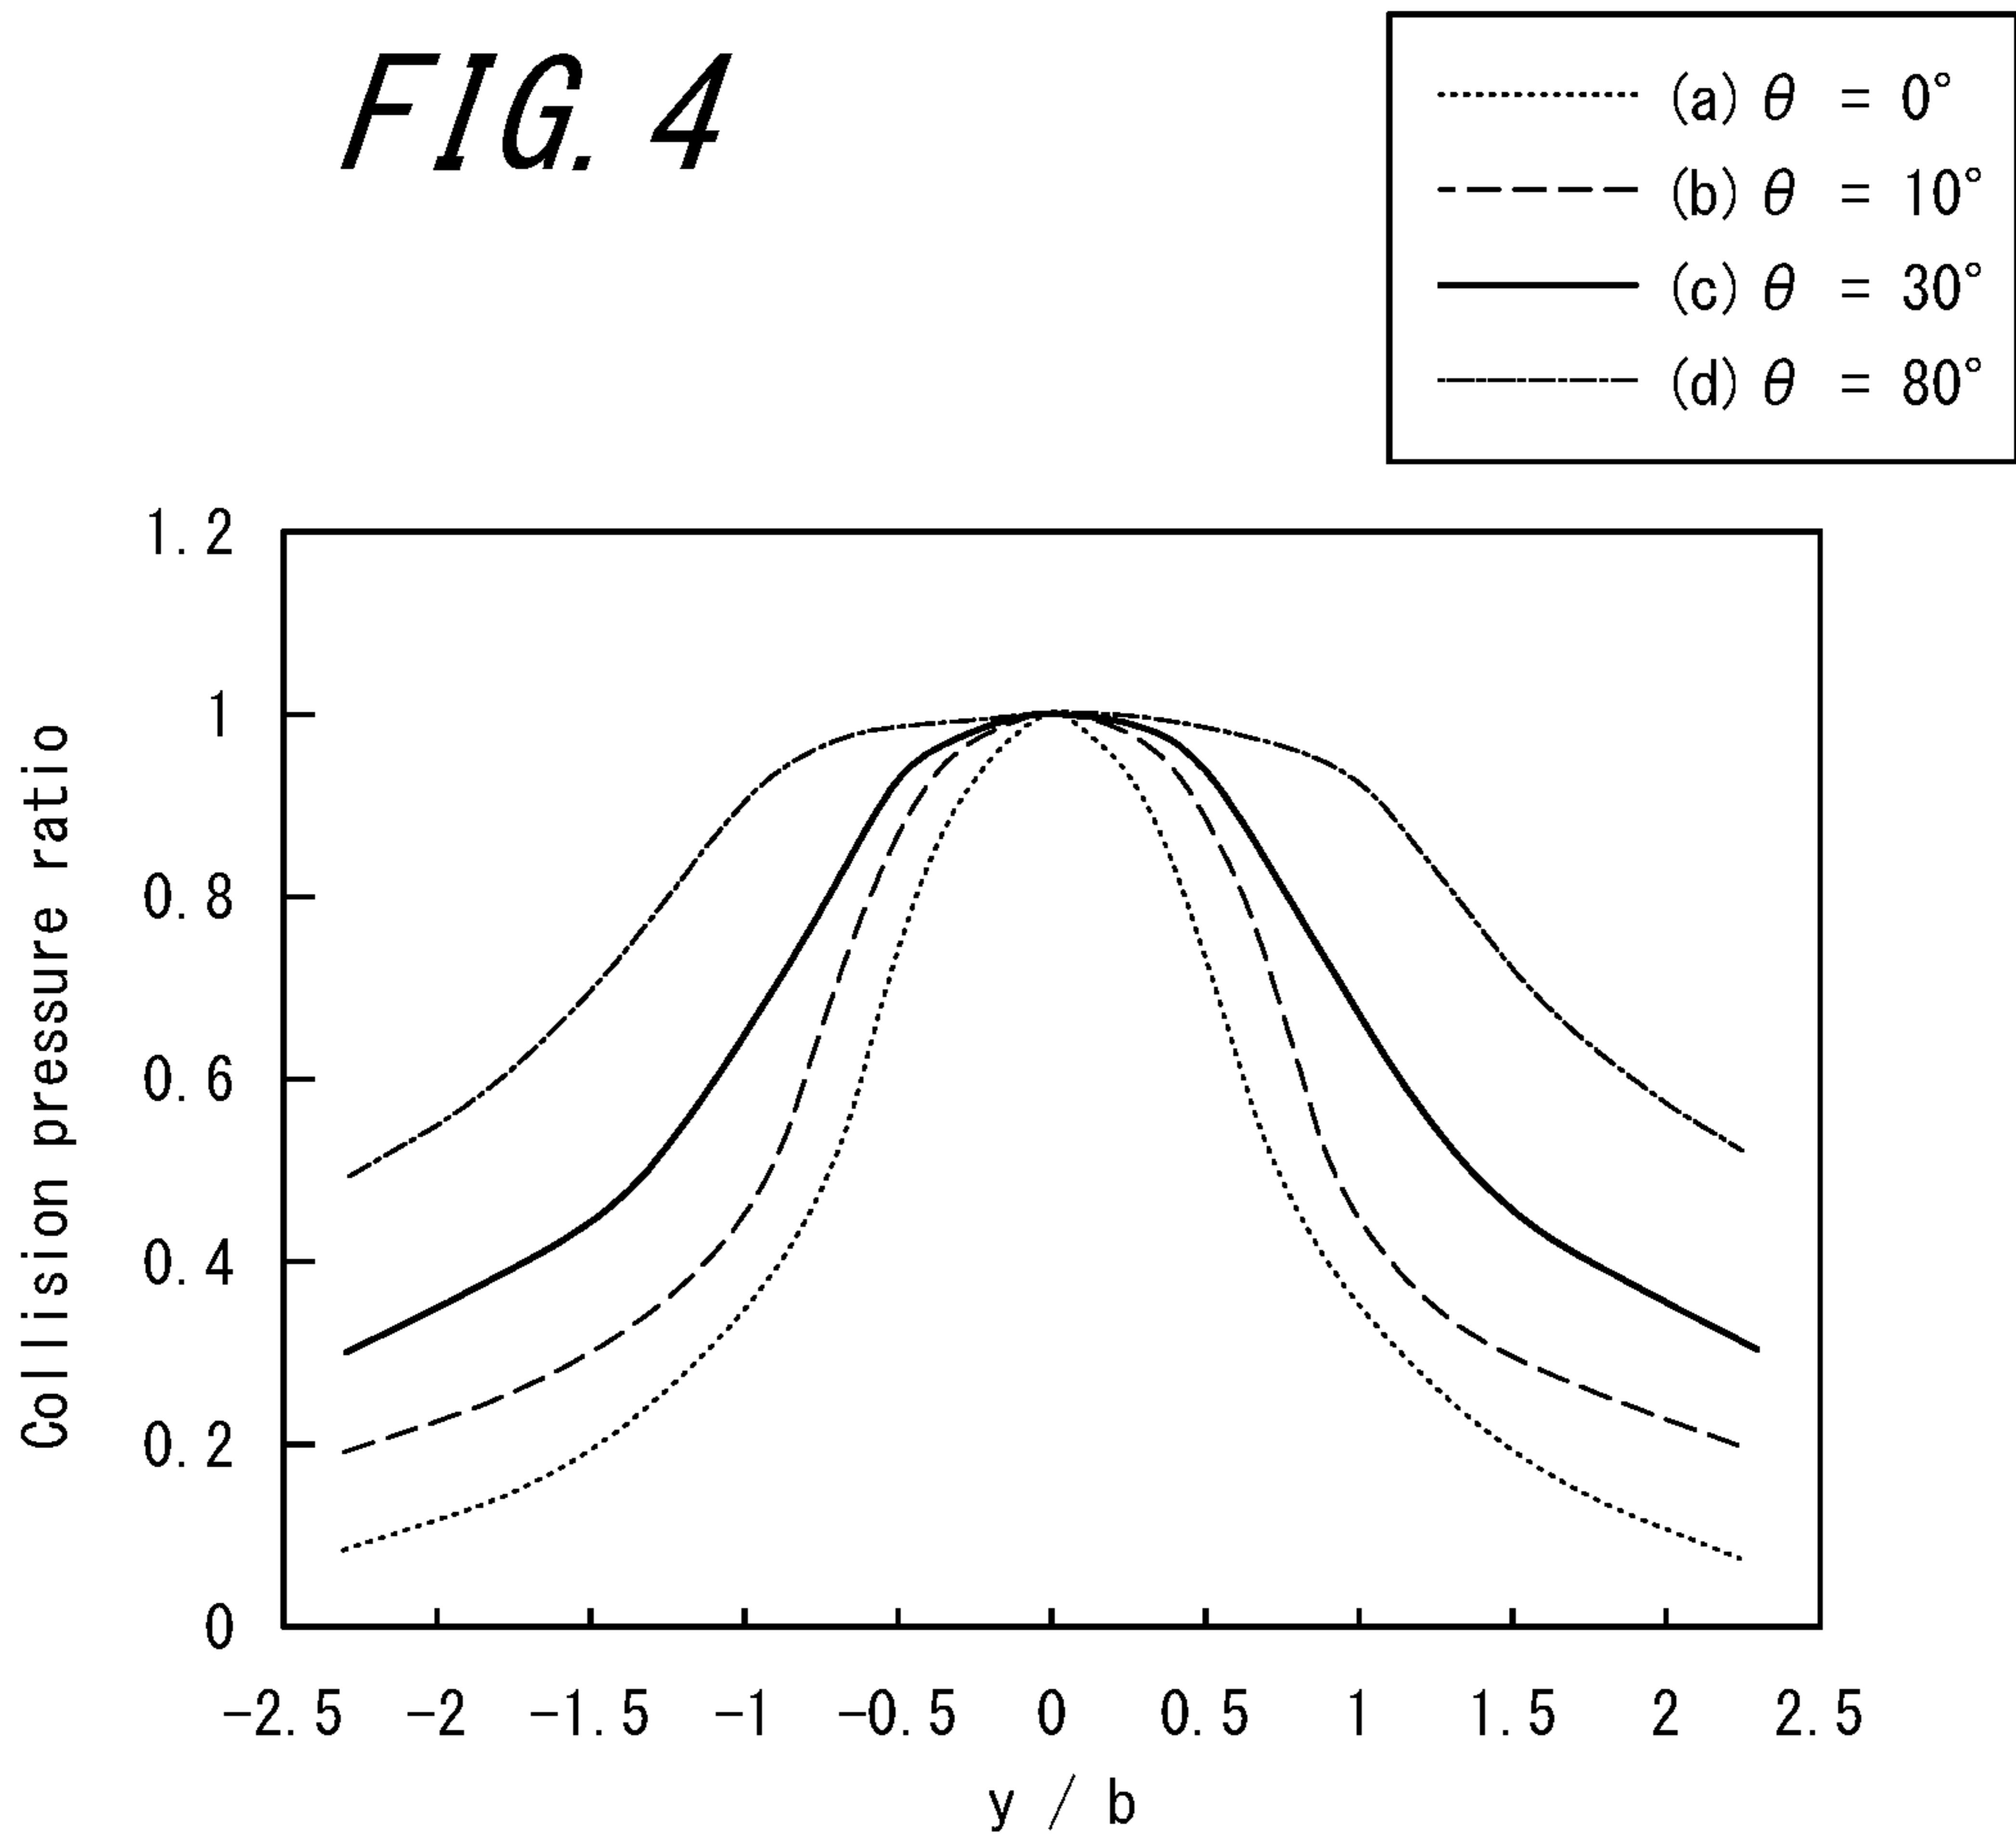 FIG. 4
(a) θ = 0°
(b) θ = 10°
(c) θ = 30°
(d) θ = 80°
Collision pressure ratio
1.2
1
0.8
0.6
0.4
0.2
0
-2.5 -2 -1.5 -1 -0.5 0 0.5 1 1.5 2 2.5
y / b